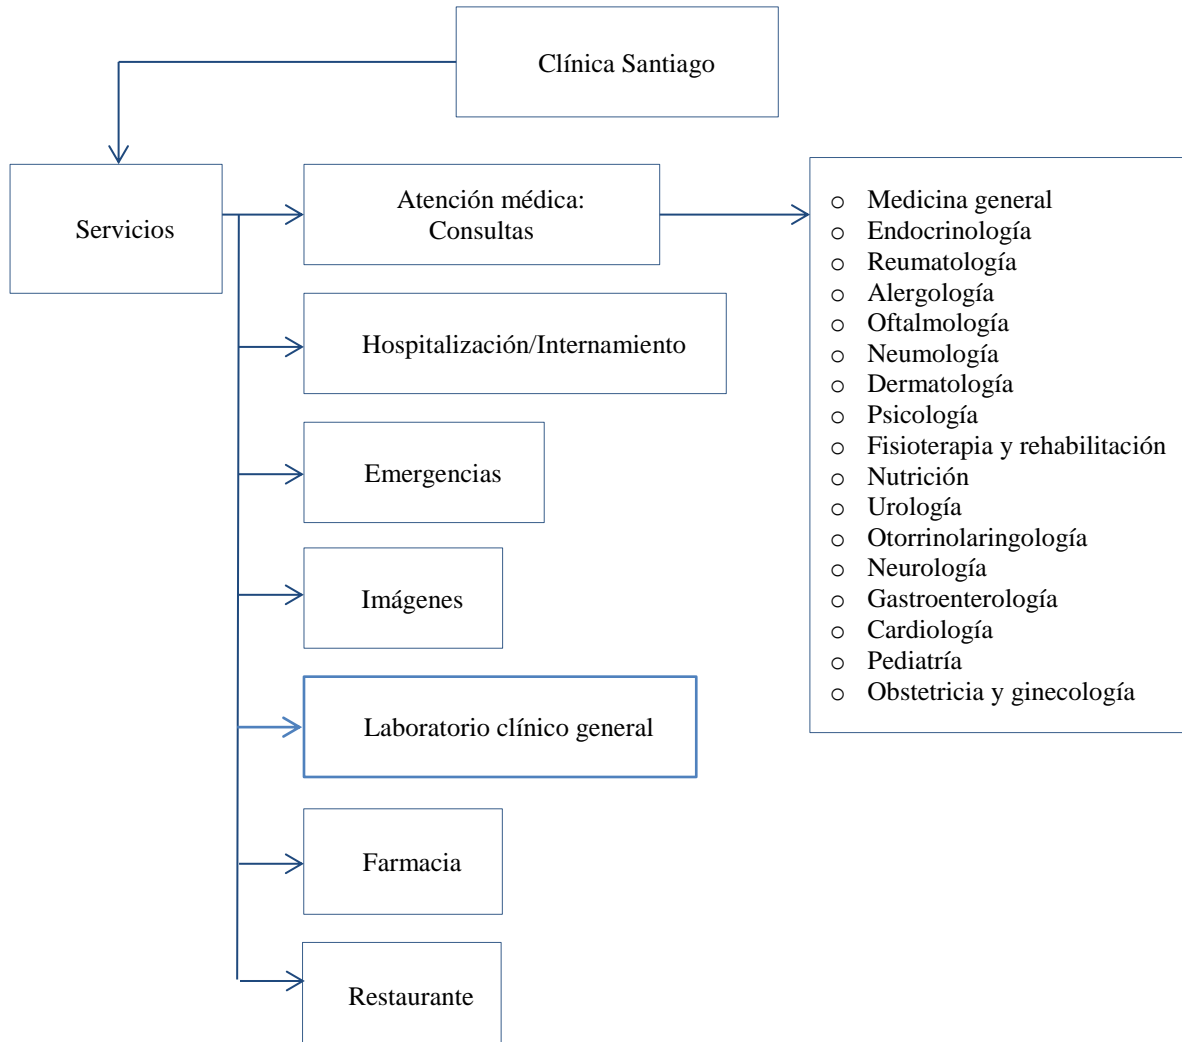 Clínica Santiago
Servicios
Atención médica:
Consultas
Hospitalización/Internamiento
Emergencias
Imágenes
Laboratorio clínico general
Farmacia
Restaurante
o Medicina general
o Endocrinología
o Reumatología
o Alergología
o Oftalmología
o Neumología
o Dermatología
o Psicología
o Fisioterapia y rehabilitación
o Nutrición
o Urología
o Otorrinolaringología
o Neurología
o Gastroenterología
o Cardiología
o Pediatría
o Obstetricia y ginecología